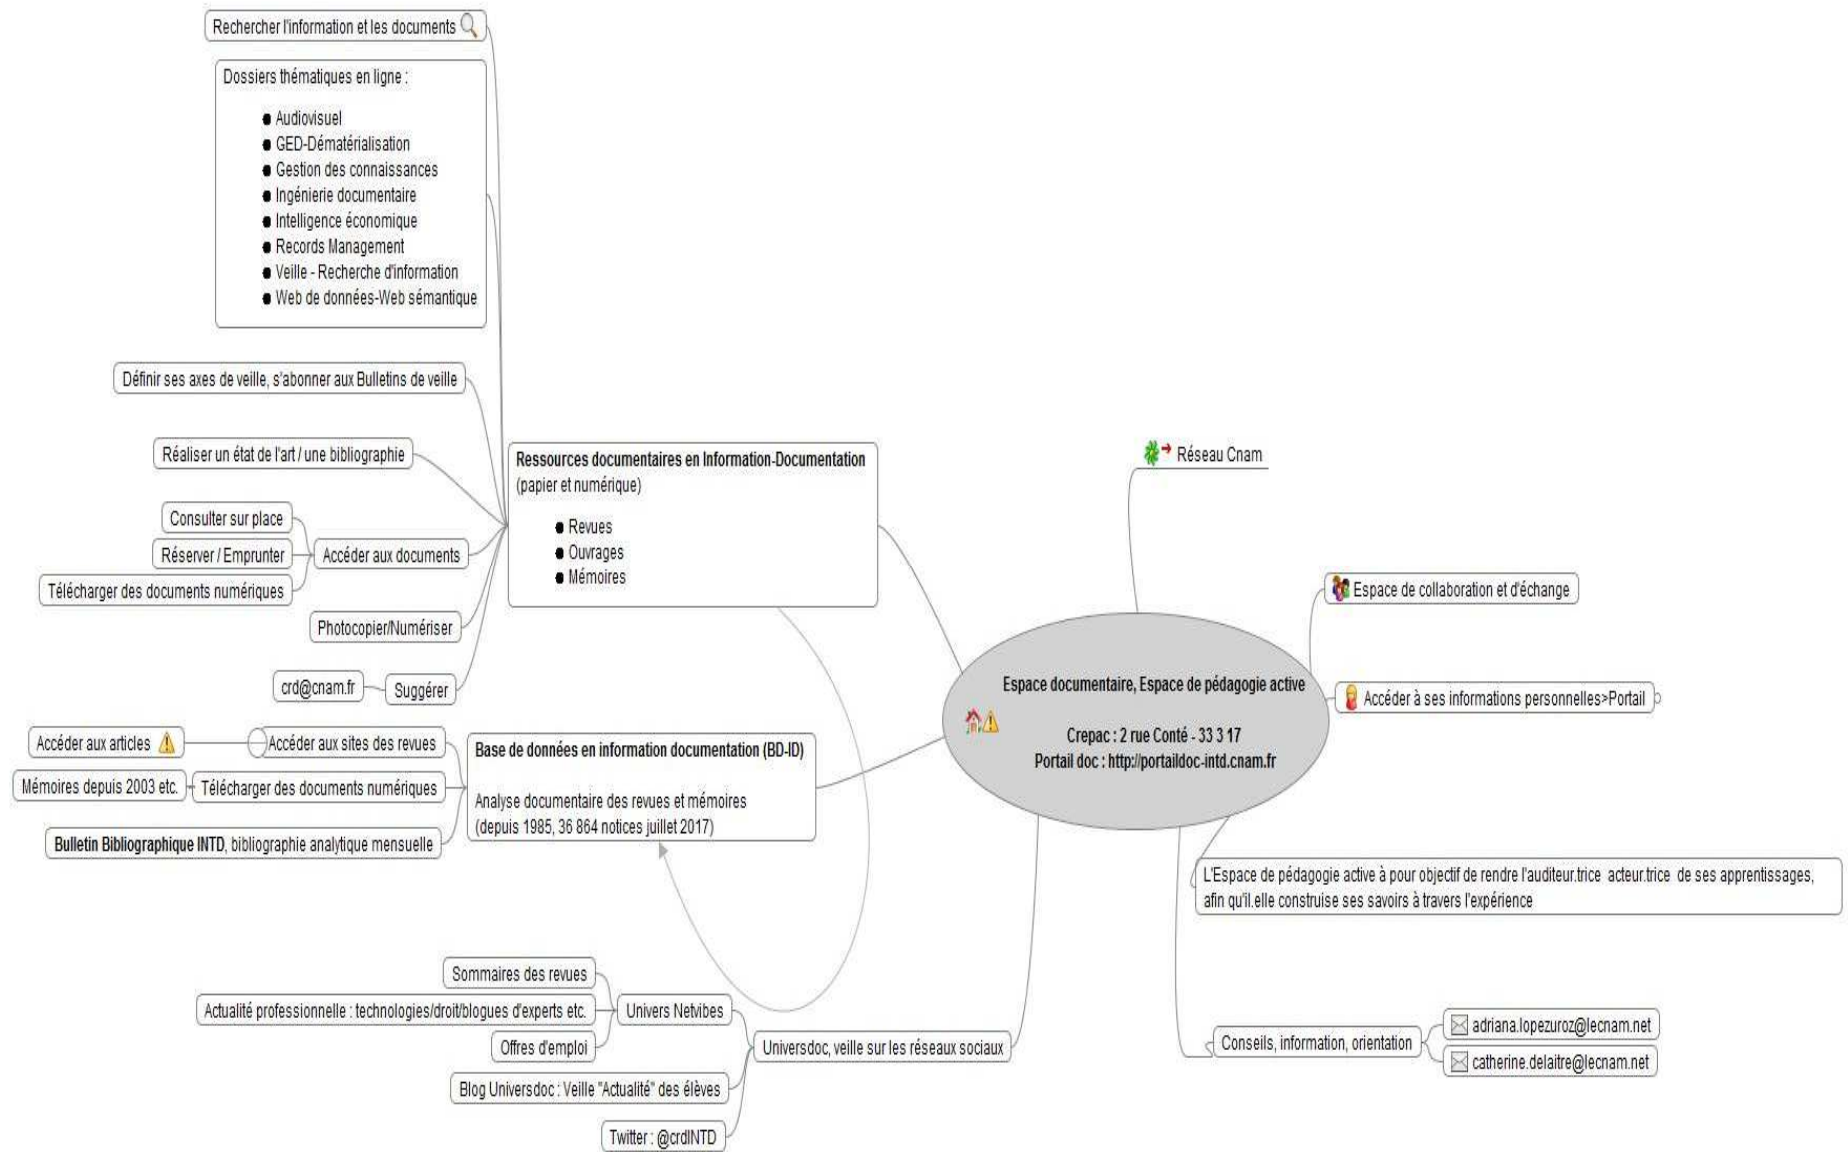 Rechercher l'information et les documents
Dossiers thématiques en ligne :
● Audiovisuel
● GED-Dématérialisation
● Gestion des connaissances
● Ingénierie documentaire
● Intelligence économique
● Records Management
● Veille - Recherche d'information
● Web de données-Web sémantique
Définir ses axes de veille, s'abonner aux Bulletins de veille
Réaliser un état de l'art / une bibliographie
Consulter sur place
Réserver / Emprunter
Télécharger des documents numériques
Accéder aux documents
Photocopier/Numériser
crd@cnam.fr
Suggérer
Ressources documentaires en Information-Documentation
(papier et numérique)
● Revues
● Ouvrages
● Mémoires
Accéder aux articles
Accéder aux sites des revues
Mémoires depuis 2003 etc.
Télécharger des documents numériques
Bulletin Bibliographique INTD, bibliographie analytique mensuelle
Base de données en information documentation (BD-ID)
Analyse documentaire des revues et mémoires
(depuis 1985, 36 864 notices juillet 2017)
Sommaires des revues
Actualité professionnelle : technologies/droit/blogues d'experts etc.
Offres d'emploi
Univers Netvibes
Blog Universdoc : Veille "Actualité" des élèves
Twitter : @crdINTD
Universdoc, veille sur les réseaux sociaux
Espace documentaire, Espace de pédagogie active
Crepac : 2 rue Conté - 33 3 17
Portail doc : http://portaildoc-intd.cnam.fr
Réseau Cnam
Espace de collaboration et d'échange
Accéder à ses informations personnelles>Portail
L'Espace de pédagogie active à pour objectif de rendre l'auditeur.trice acteur.trice de ses apprentissages,
afin qu'il.elle construise ses savoirs à travers l'expérience
Conseils, information, orientation
adriana.lopezuroz@lecnam.net
catherine.delaitre@lecnam.net